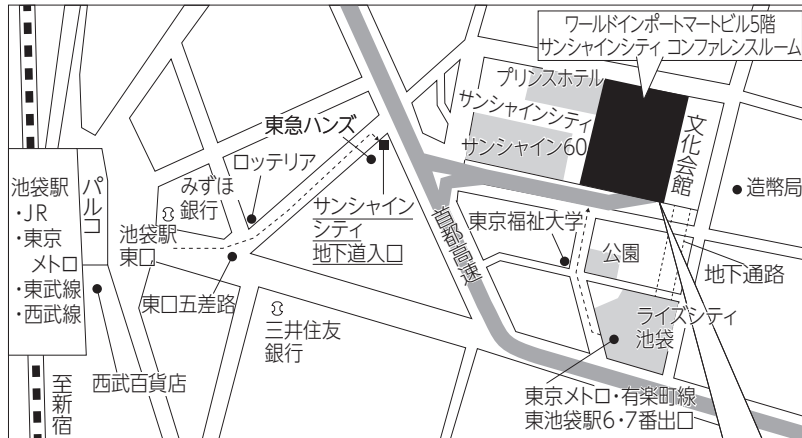 ワールドインポートマートビル5階
サンシャインシティ コンファレンスルーム
プリンスホテル
サンシャインシティ
サンシャイン60
文化会館
造幣局
東急ハンズ
ロッテリア
みずほ
銀行
池袋駅
・JR
・東京
メトロ
・東武線
・西武線
パルコ
池袋駅
東口
サンシャイン
シティ
地下道入口
首都高速
東京福祉大学
公園
地下通路
東口五差路
三井住友
銀行
ライズシティ
池袋
西武百貨店
至新宿
東京メトロ・有楽町線
東池袋駅6・7番出口